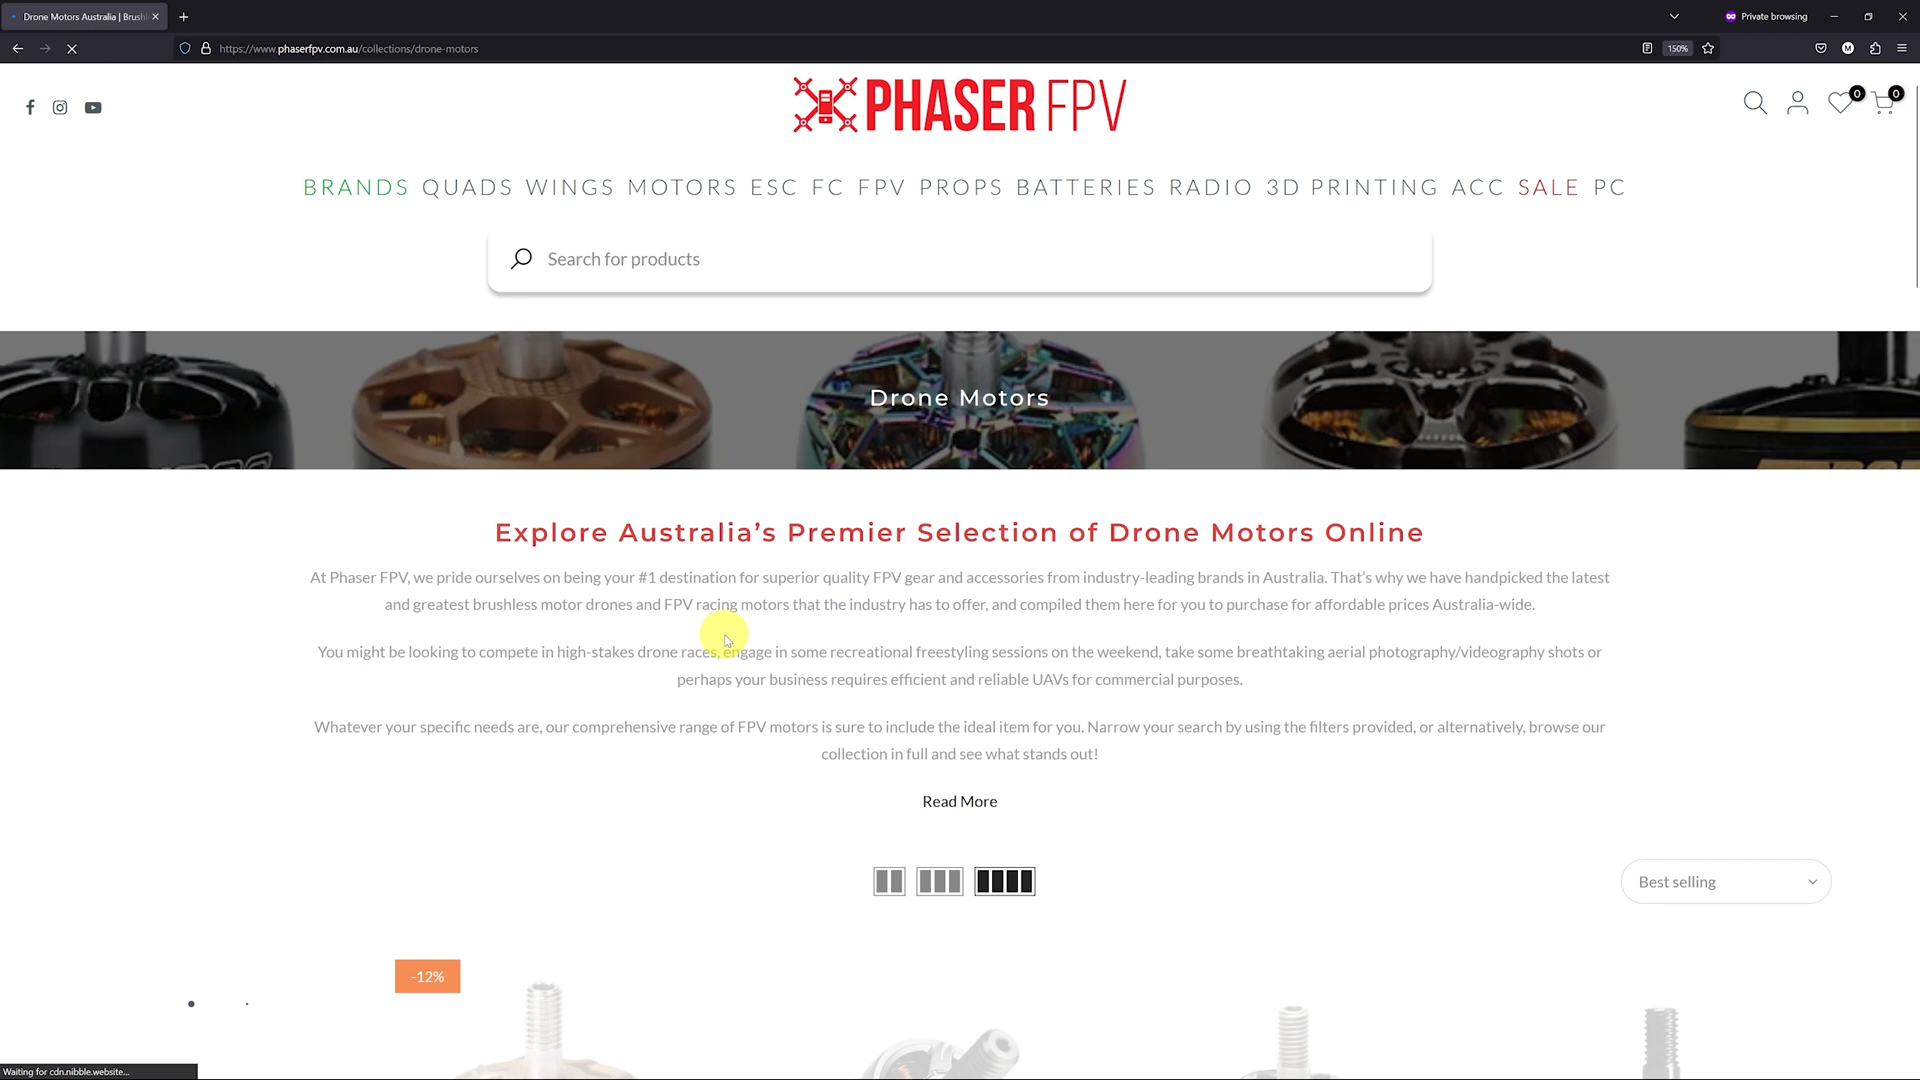 Drone Motors Australia | Brushl
Private browsing
https://www.phaserfpv.com.au/collections/drone-motors
150%
M
PHASER FPV
0
0
BRANDS QUADS WINGS MOTORS ESC FC FPV PROPS BATTERIES RADIO 3D PRINTING ACC SALE PC
Search for products
Drone Motors
Explore Australia’s Premier Selection of Drone Motors Online
At Phaser FPV, we pride ourselves on being your #1 destination for superior quality FPV gear and accessories from industry-leading brands in Australia. That’s why we have handpicked the latest
and greatest brushless motor drones and FPV racing motors that the industry has to offer, and compiled them here for you to purchase for affordable prices Australia-wide.
You might be looking to compete in high-stakes drone races, engage in some recreational freestyling sessions on the weekend, take some breathtaking aerial photography/videography shots or
perhaps your business requires efficient and reliable UAVs for commercial purposes.
Whatever your specific needs are, our comprehensive range of FPV motors is sure to include the ideal item for you. Narrow your search by using the filters provided, or alternatively, browse our
collection in full and see what stands out!
Read More
Best selling
-12%
Waiting for cdn.nibble.website...